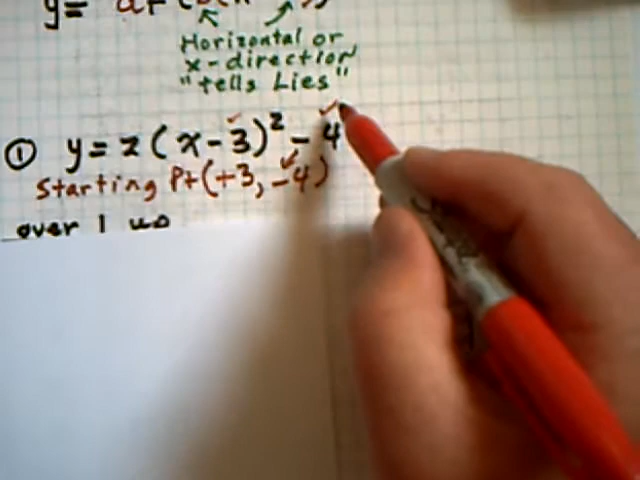 y=
Horizontal or
x-direction
"tells Lies"
① y = 2 (x - 3)² - 4
Starting Pt (+3, -4)
over 1 up